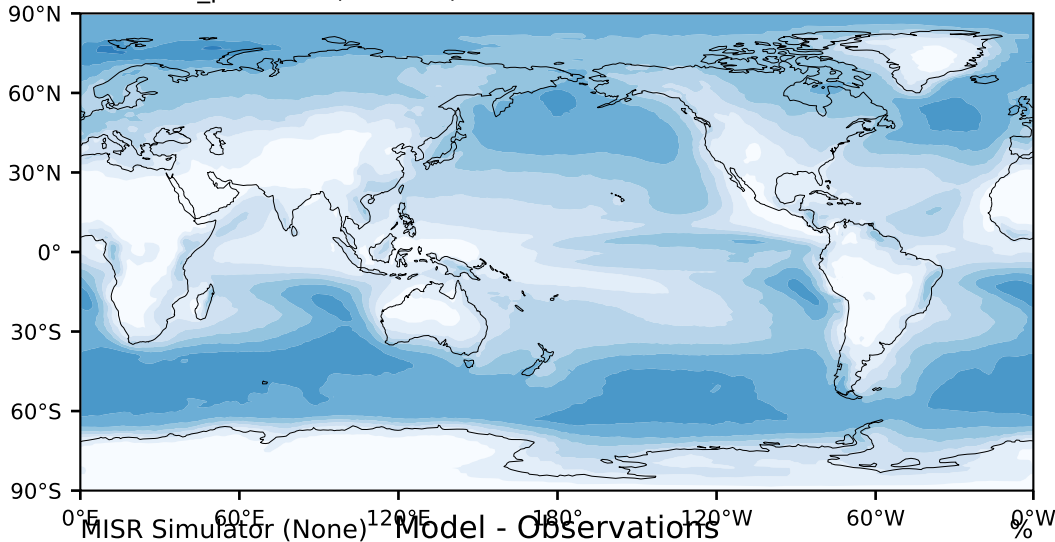 90°N
60°N
30°N
0°
30°S
60°S
90°S
0°E 60°E 120°E 180°W 120°W 60°W 0°W
MISR Simulator (None) Model - Observations %